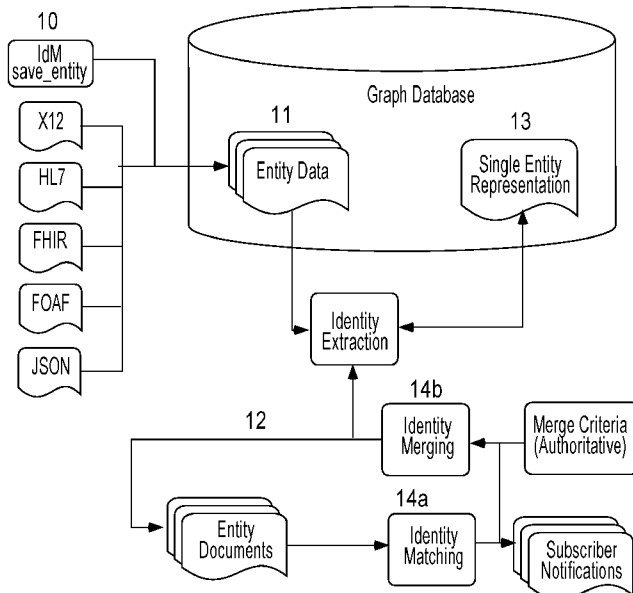 10
IdM
save_entity
X12
HL7
FHIR
FOAF
JSON
Graph Database
11
Entity Data
13
Single Entity
Representation
Identity
Extraction
12
14b
Identity
Merging
Merge Criteria
(Authoritative)
Entity
Documents
14a
Identity
Matching
Subscriber
Notifications